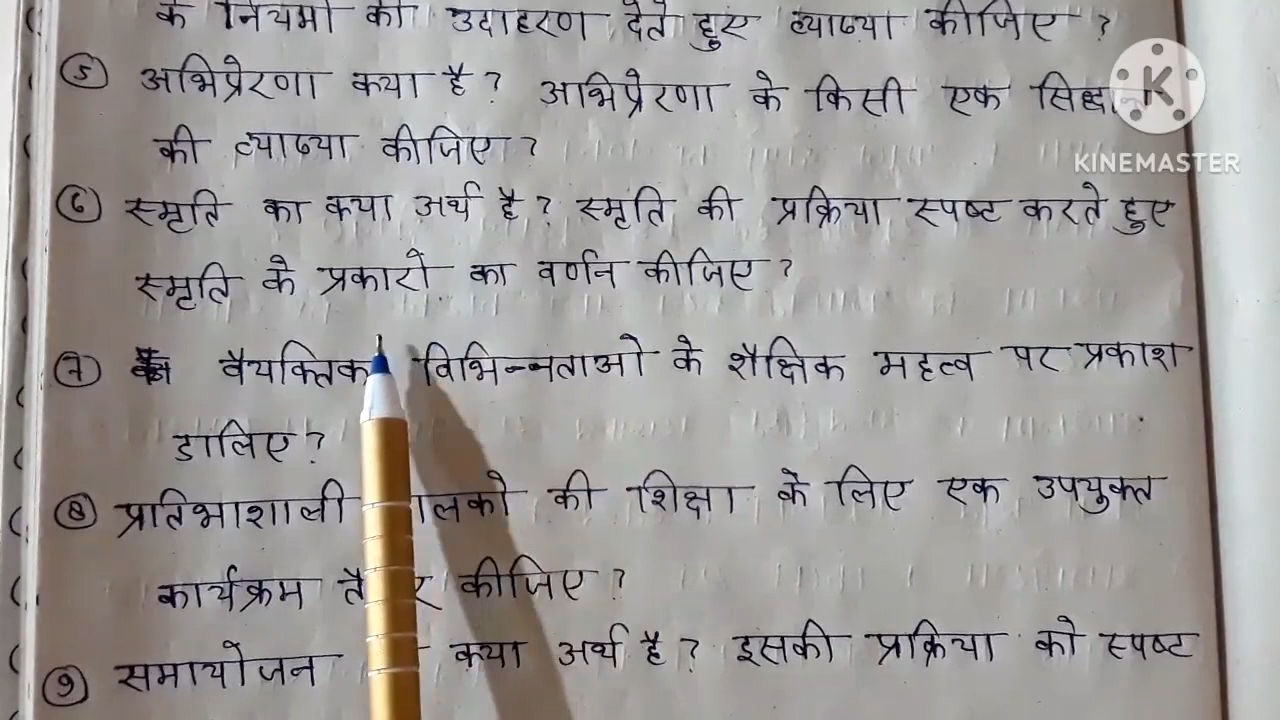 के नियमो को उदाहरण देते हुए व्याख्या कीजिए ?
⑤ अभिप्रेरणा क्या है ? अभिप्रेरणा के किसी एक
की व्याख्या कीजिए ?
⑥ स्मृति का क्या अर्थ है ? स्मृति की प्रक्रिया स्पष्ट करते हुए
स्मृति के प्रकारो का वर्णन कीजिए ?
⑦ वैयक्तिक विभिन्नताओ के शैक्षिक महत्व पर प्रकाश
डालिए ?
⑧ प्रतिभाशाली की शिक्षा के लिए एक उपयुक्त
कार्यक्रम कीजिए ?
⑨ समायोजन क्या अर्थ है ? इसकी प्रक्रिया को स्पष्ट
K
KINEMASTER